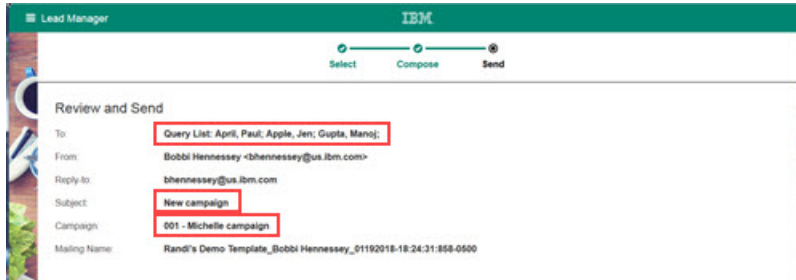 Lead Manager IBM
Select Compose Send
Review and Send
To: Query List: April, Paul; Apple, Jen; Gupta, Manoj;
From: Bobbi Hennessey <bhennessey@us.ibm.com>
Reply-to: bhennessey@us.ibm.com
Subject: New campaign
Campaign: 001 - Michelle campaign
Mailing Name: Randi's Demo Template_Bobbi Hennessey_01192018-18:24:31:858-0500